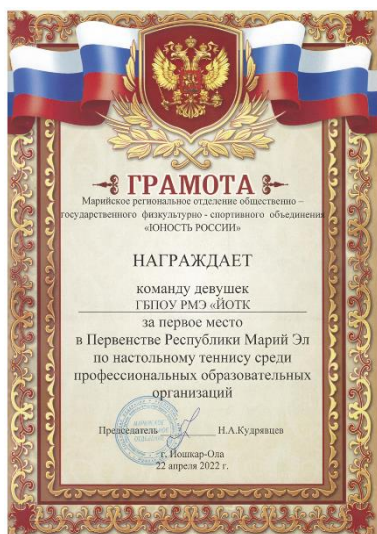 ГРАМОТА
Марийское региональное отделение общественно –
государственного физкультурно - спортивного объединения
«ЮНОСТЬ РОССИИ»
НАГРАЖДАЕТ
команду девушек
ГБПОУ РМЭ «ЙОТК
за первое место
в Первенстве Республики Марий Эл
по настольному теннису среди
профессиональных образовательных
организаций
Председатель Н.А.Кудрявцев
г. Йошкар-Ола
22 апреля 2022 г.